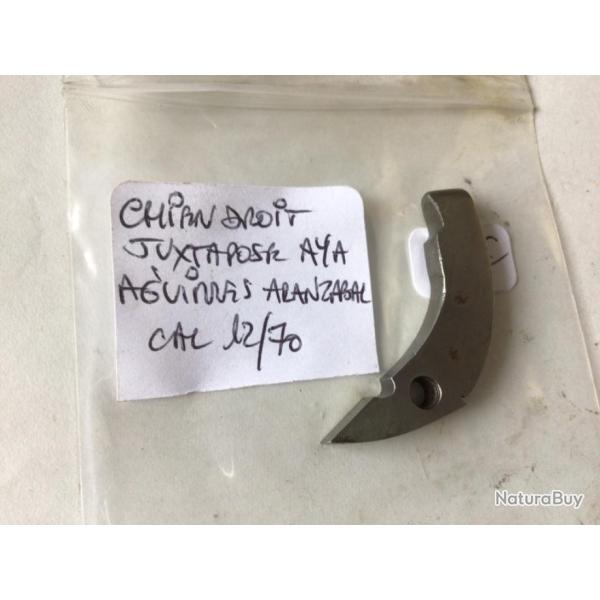 CHIEN DROIT
JUXTAPOSE AYA
AGUIRRES ARANZABAL
CAL 12/70
NaturaBuy